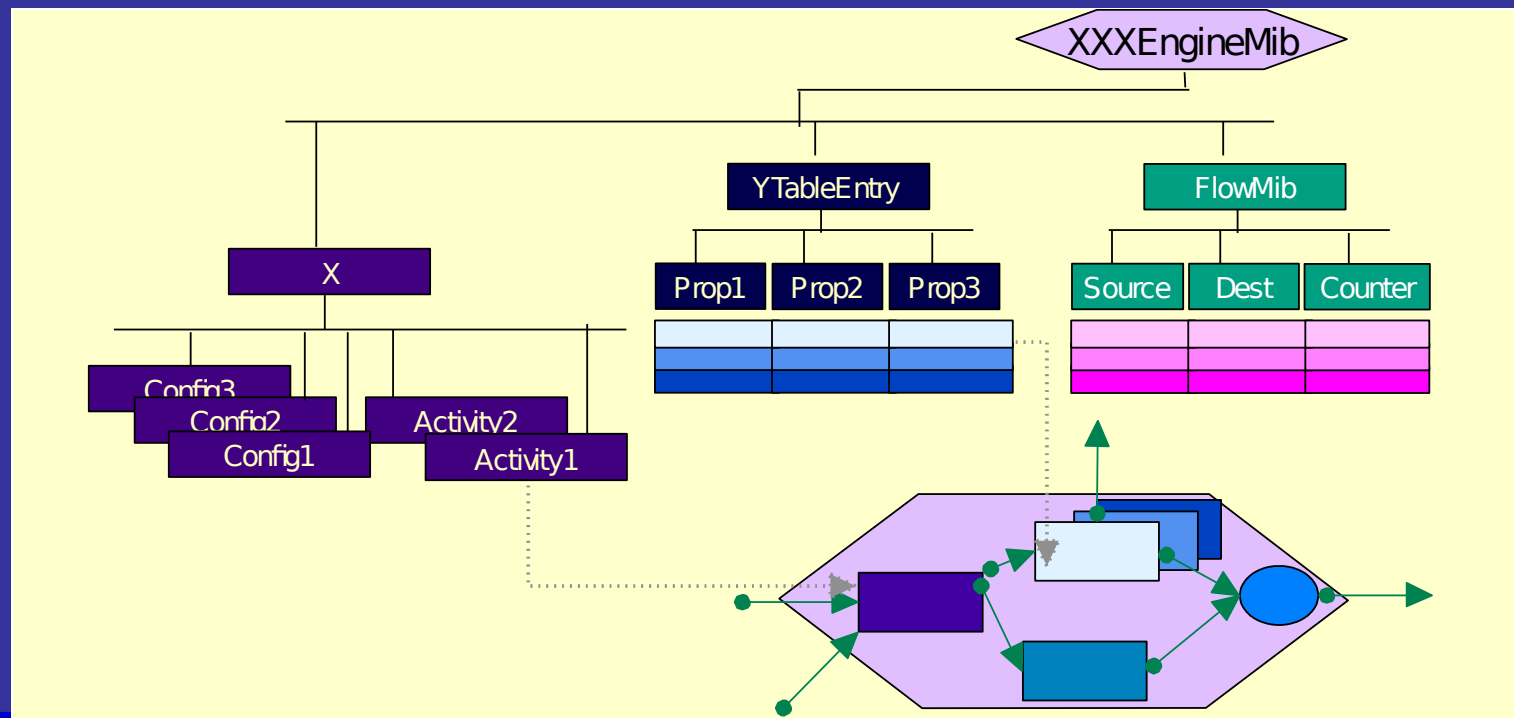 XXXEngineMib
YTableEntry
FlowMib
X
Prop1
Prop2
Prop3
Source
Dest
Counter
Config3
Config2
Activity2
Config1
Activity1